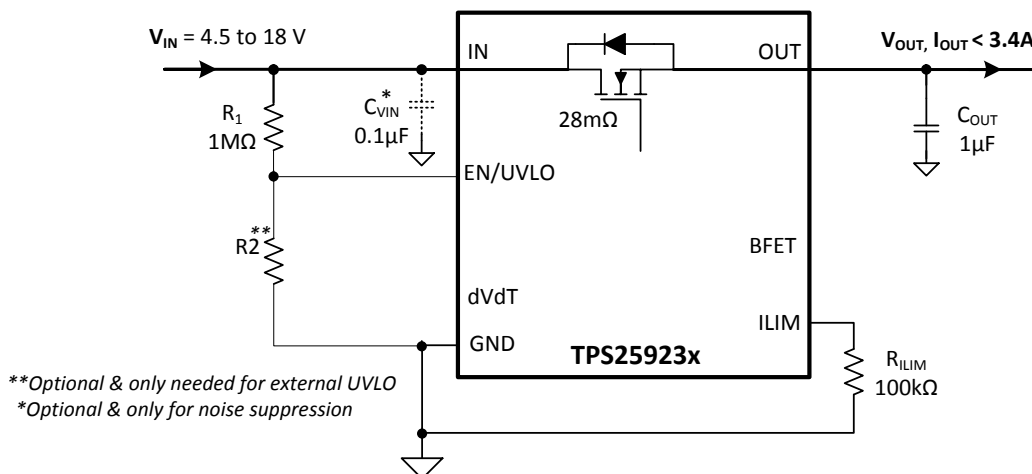 V_IN = 4.5 to 18 V
IN
OUT
V_OUT, I_OUT < 3.4A
R_1
1MΩ
C_VIN*
0.1µF
28mΩ
C_OUT
1µF
EN/UVLO
R2**
BFET
dVdT
ILIM
GND
TPS25923x
R_ILIM
100kΩ
**Optional & only needed for external UVLO
*Optional & only for noise suppression